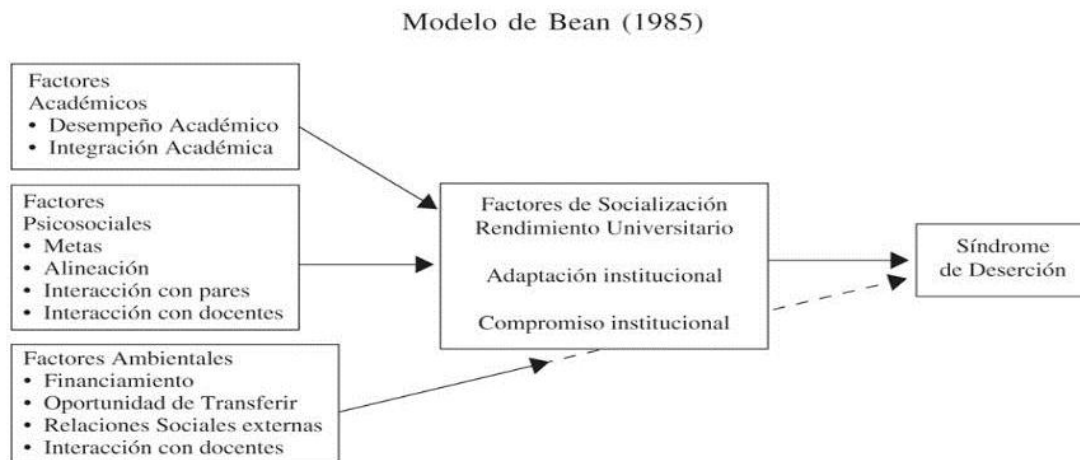 Modelo de Bean (1985)
Factores
Académicos
• Desempeño Académico
• Integración Académica
Factores
Psicosociales
• Metas
• Alineación
• Interacción con pares
• Interacción con docentes
Factores Ambientales
• Financiamiento
• Oportunidad de Transferir
• Relaciones Sociales externas
• Interacción con docentes
Factores de Socialización
Rendimiento Universitario
Adaptación institucional
Compromiso institucional
Síndrome
de Deserción